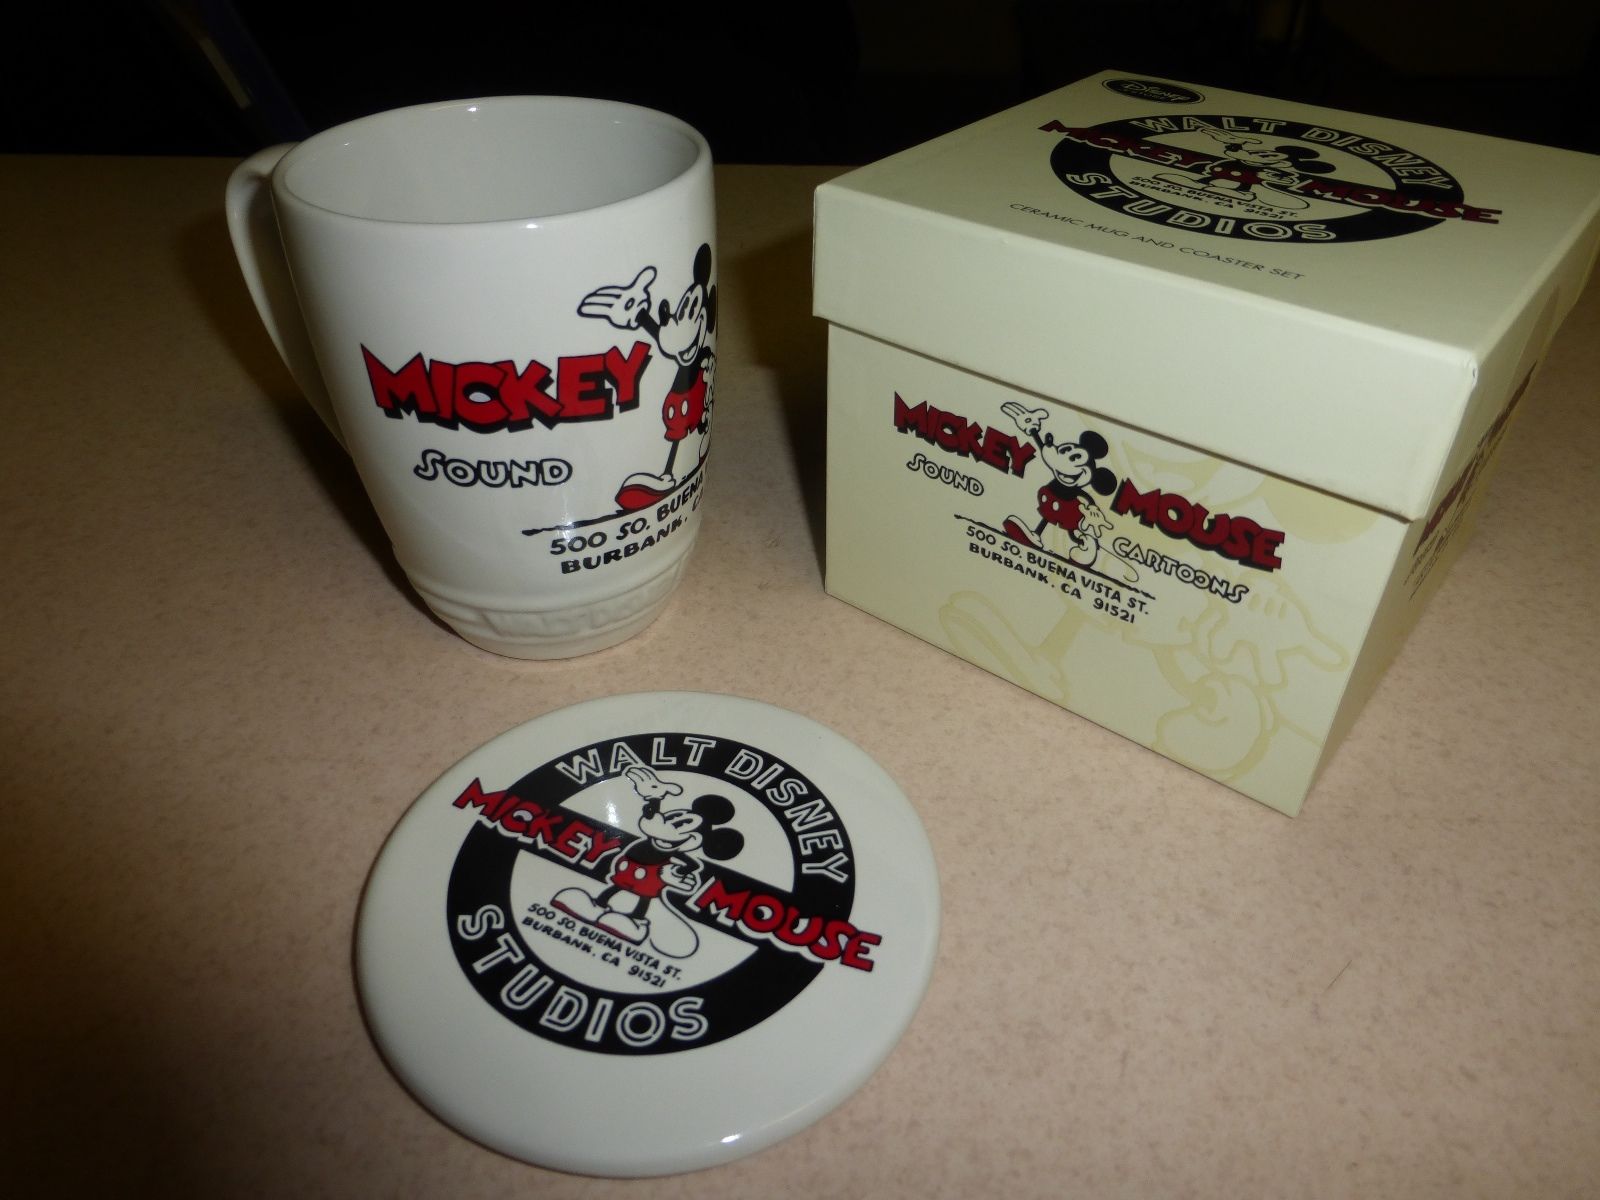 MICKEY
SOUND
500 SO. BUENA
BURBANK, C
Disney
WALT DISNEY
MICKEY MOUSE
500 SO. BUENA VISTA ST.
BURBANK, CA 91521
STUDIOS
CERAMIC MUG AND COASTER SET
MICKEY MOUSE
SOUND CARTOONS
500 SO. BUENA VISTA ST.
BURBANK, CA 91521
WALT DISNEY
MICKEY MOUSE
500 SO. BUENA VISTA ST.
BURBANK, CA 91521
STUDIOS